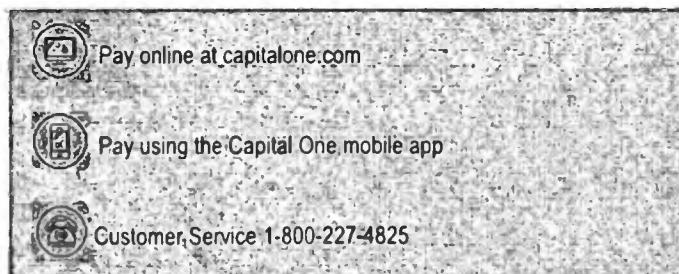 Pay online at capitalone.com
Pay using the Capital One mobile app
Customer Service 1-800-227-4825